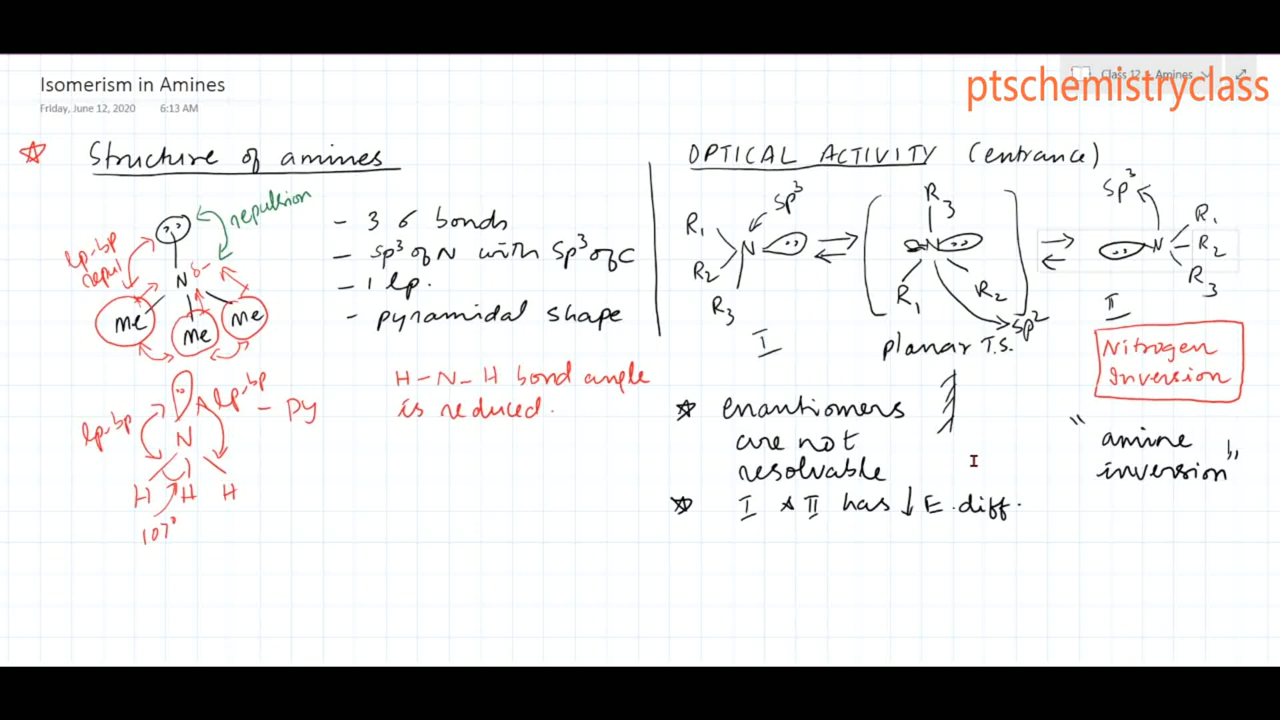 Isomerism in Amines
Friday, June 12, 2020 6:13 AM
Class 12 - Amines
ptschemistryclass
Structure of amines
repulsion
lp-bp
repul
N δ-
Me
Me
Me
- 3 σ bonds
- sp³ of N with sp³ of C
- 1 lp.
- pyramidal shape
lp-bp
lp-bp
- py
N
H H H
107°
H-N-H bond angle
is reduced.
OPTICAL ACTIVITY (entrance)
sp³
R₁
N
R₂
R₃
I
R₃
N
R₁
R₂
sp²
planar T.S.
sp³
N
R₁
R₂
R₃
II
Nitrogen
Inversion
enantiomers
are not
resolvable
I & II has ↓ E. diff.
"amine
inversion"